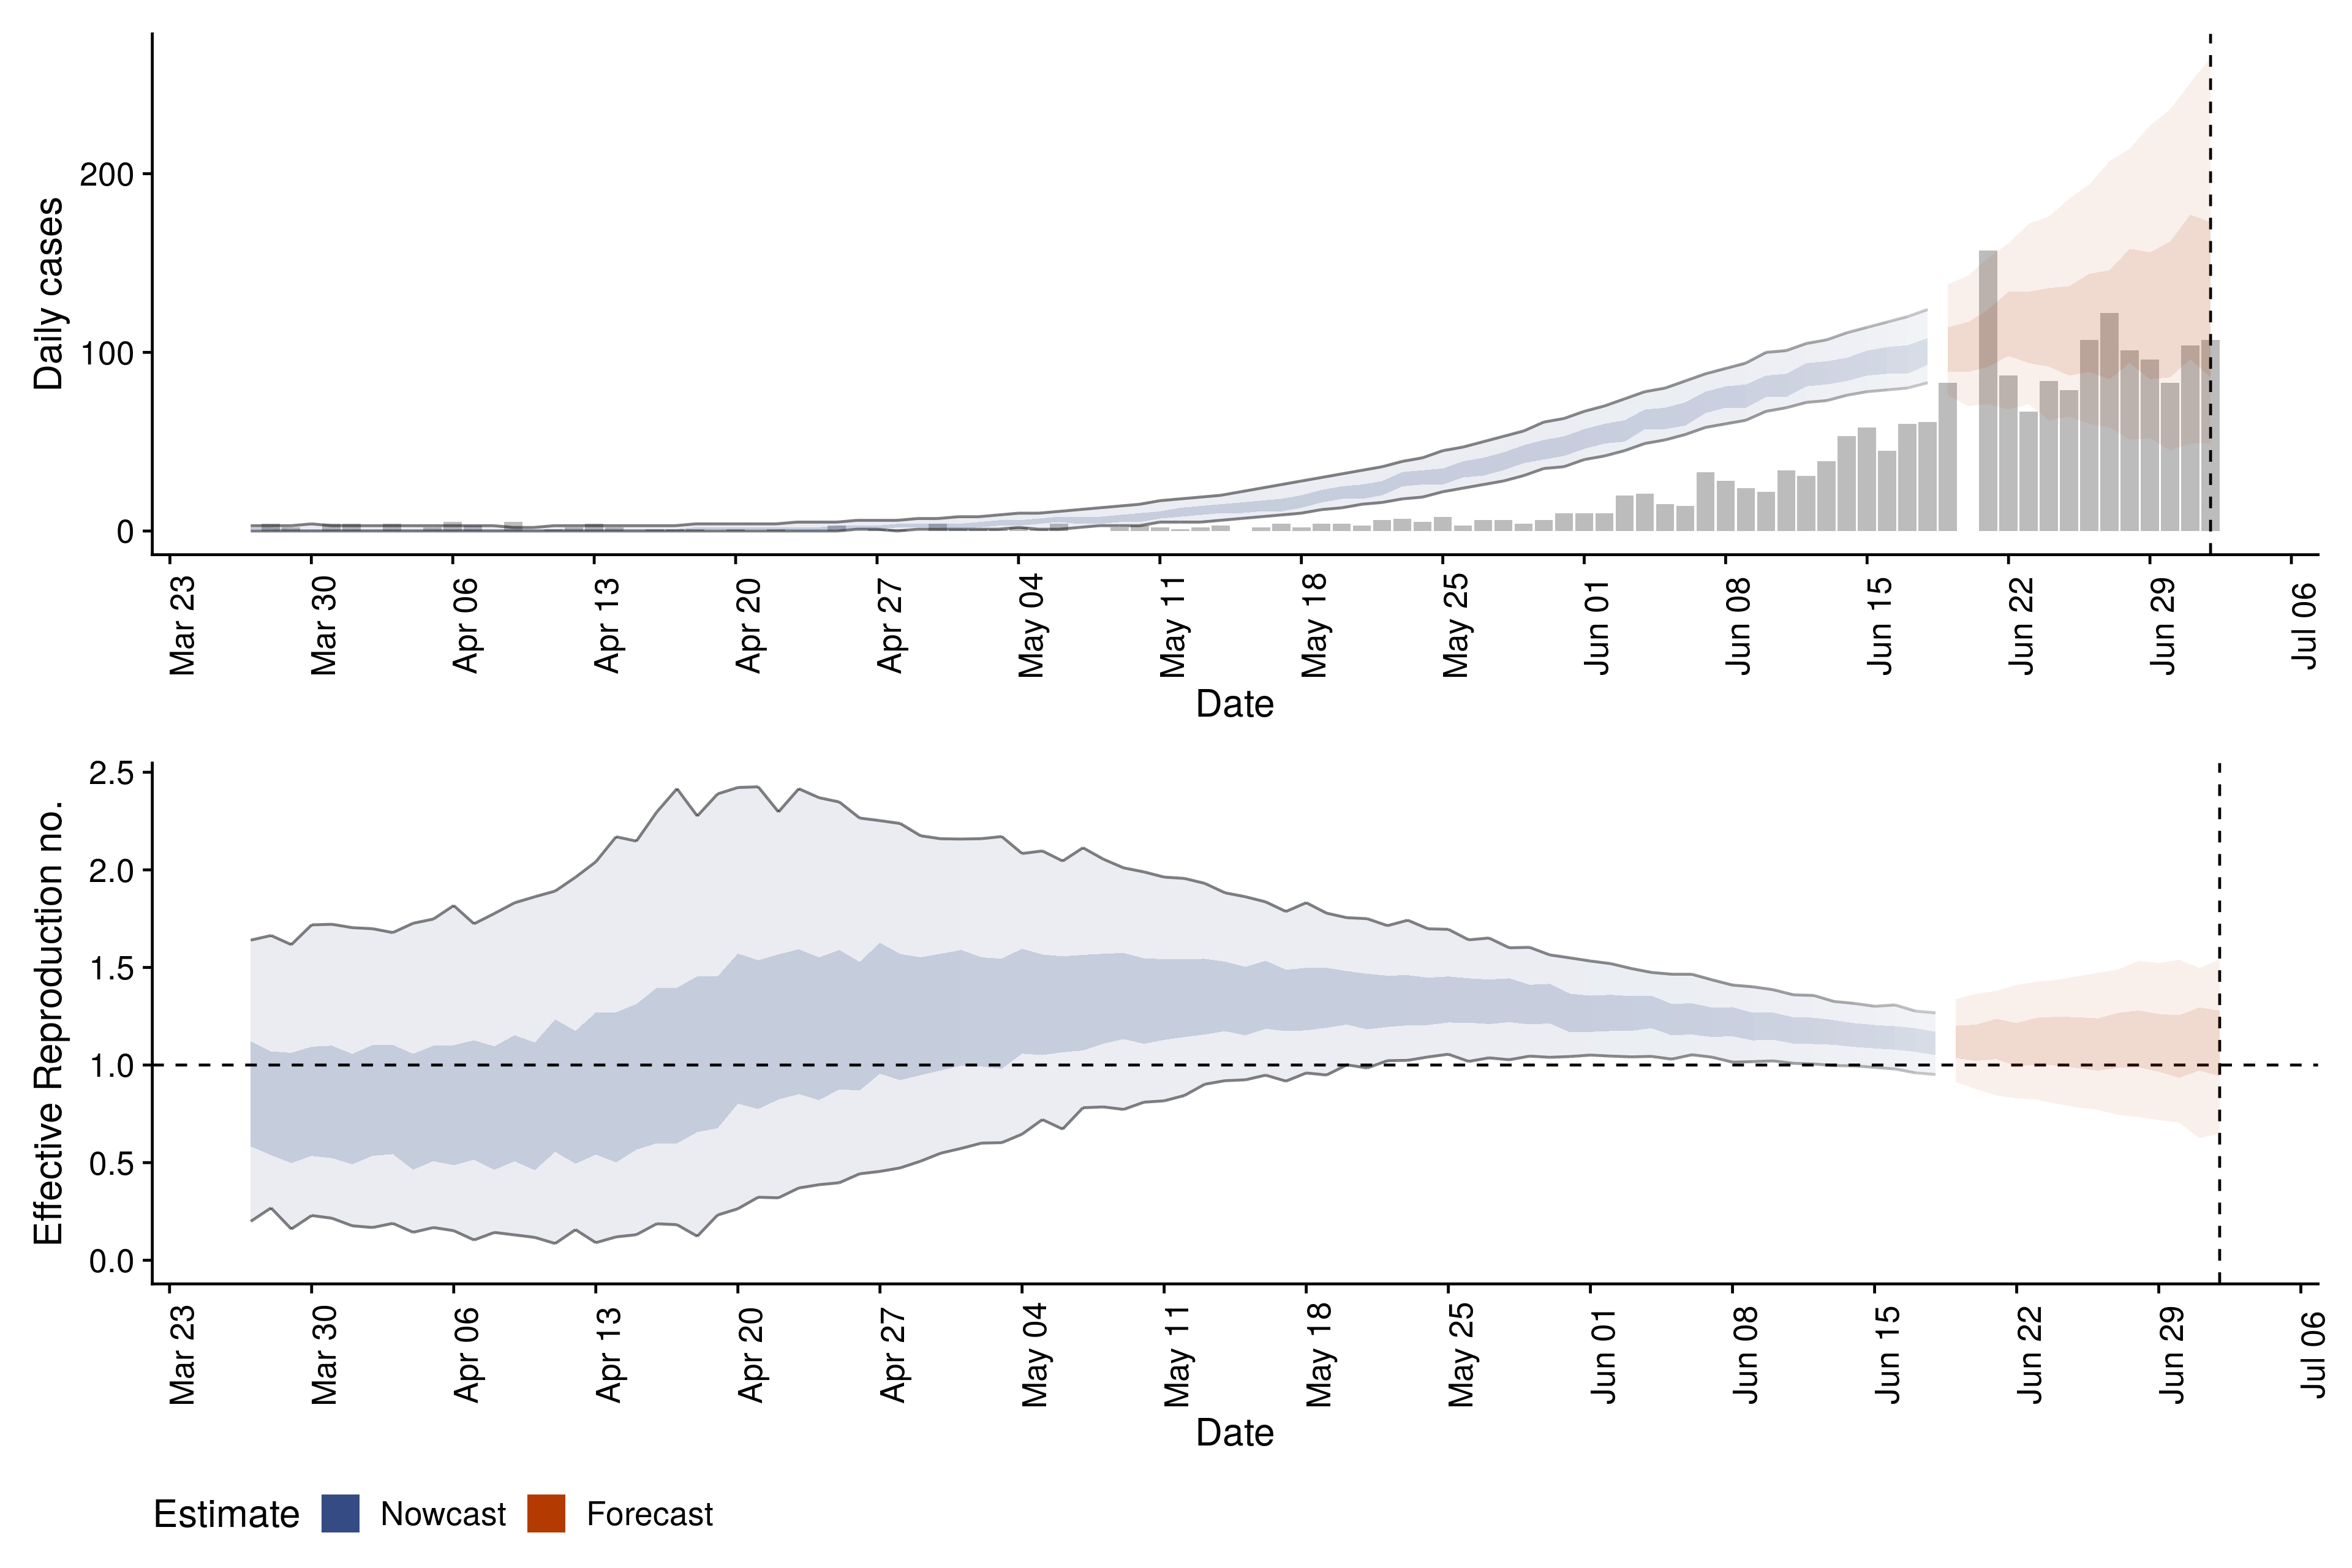 Daily cases
200
100
0
Mar 23 Mar 30 Apr 06 Apr 13 Apr 20 Apr 27 May 04 May 11 May 18 May 25 Jun 01 Jun 08 Jun 15 Jun 22 Jun 29 Jul 06
Date
Effective Reproduction no.
2.5
2.0
1.5
1.0
0.5
0.0
Mar 23 Mar 30 Apr 06 Apr 13 Apr 20 Apr 27 May 04 May 11 May 18 May 25 Jun 01 Jun 08 Jun 15 Jun 22 Jun 29 Jul 06
Date
Estimate Nowcast Forecast